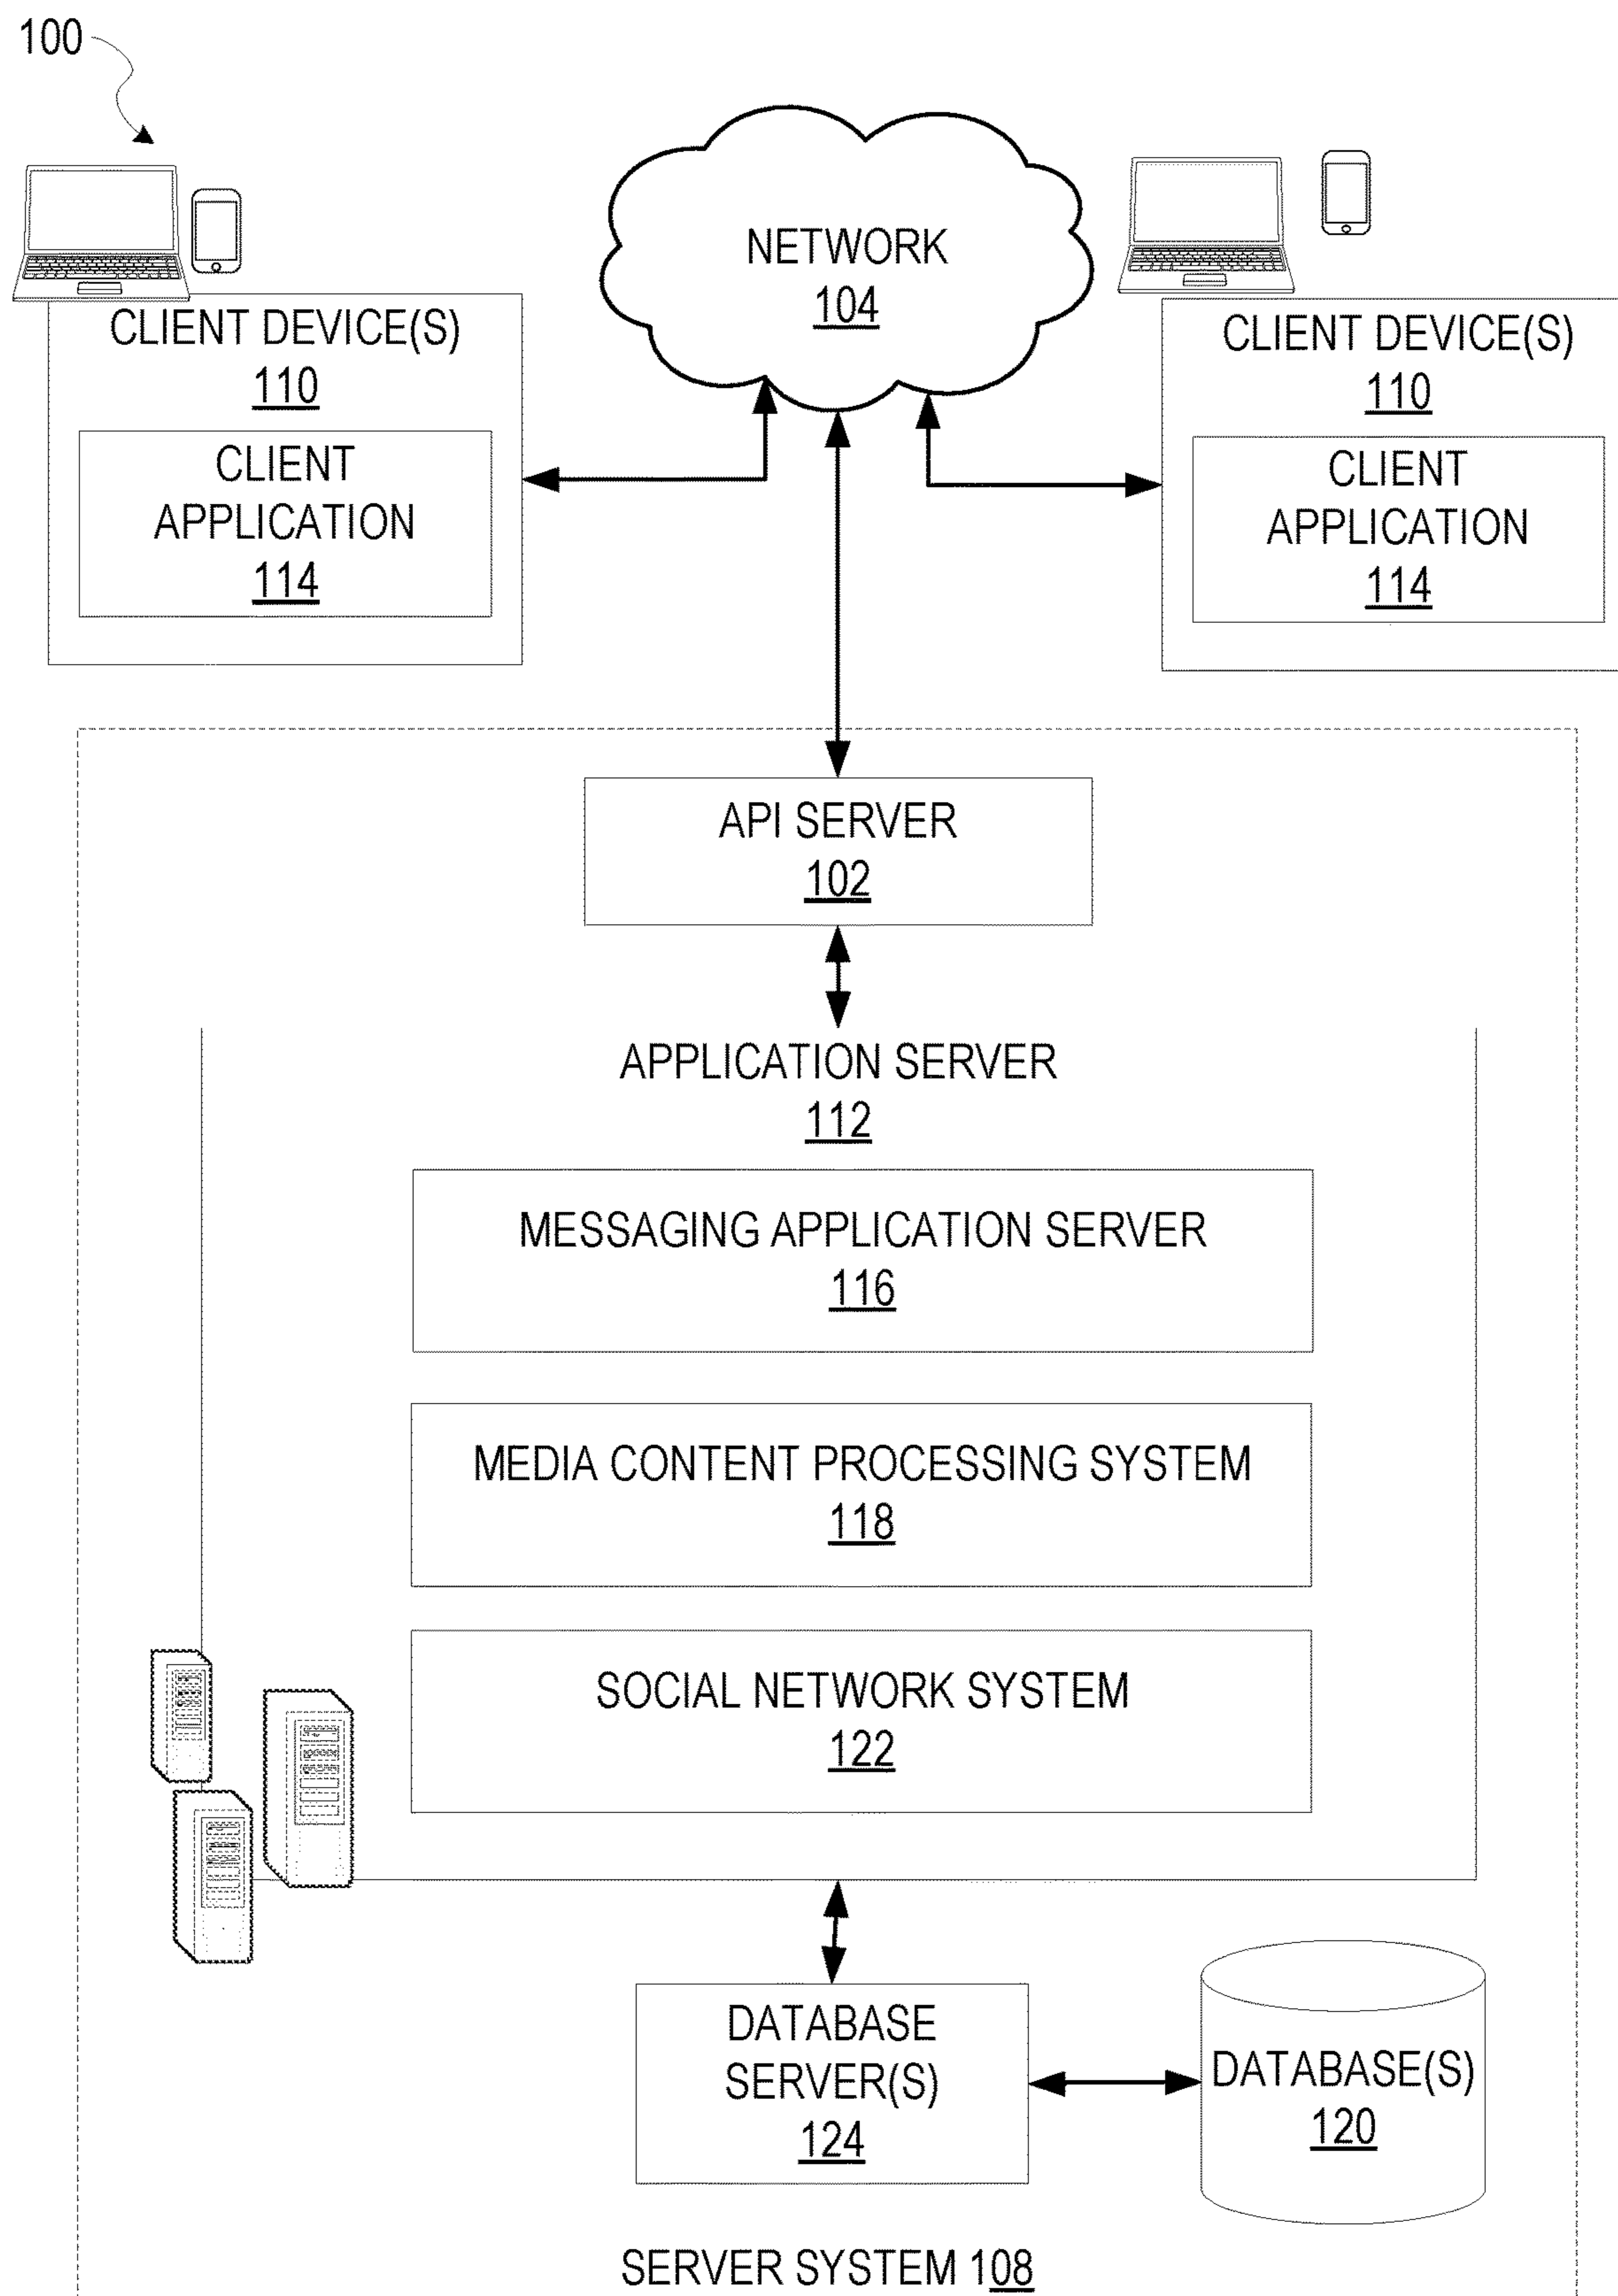 100
NETWORK
104
CLIENT DEVICE(S)
110
CLIENT
APPLICATION
114
CLIENT DEVICE(S)
110
CLIENT
APPLICATION
114
API SERVER
102
APPLICATION SERVER
112
MESSAGING APPLICATION SERVER
116
MEDIA CONTENT PROCESSING SYSTEM
118
SOCIAL NETWORK SYSTEM
122
DATABASE
SERVER(S)
124
DATABASE(S)
120
SERVER SYSTEM 108